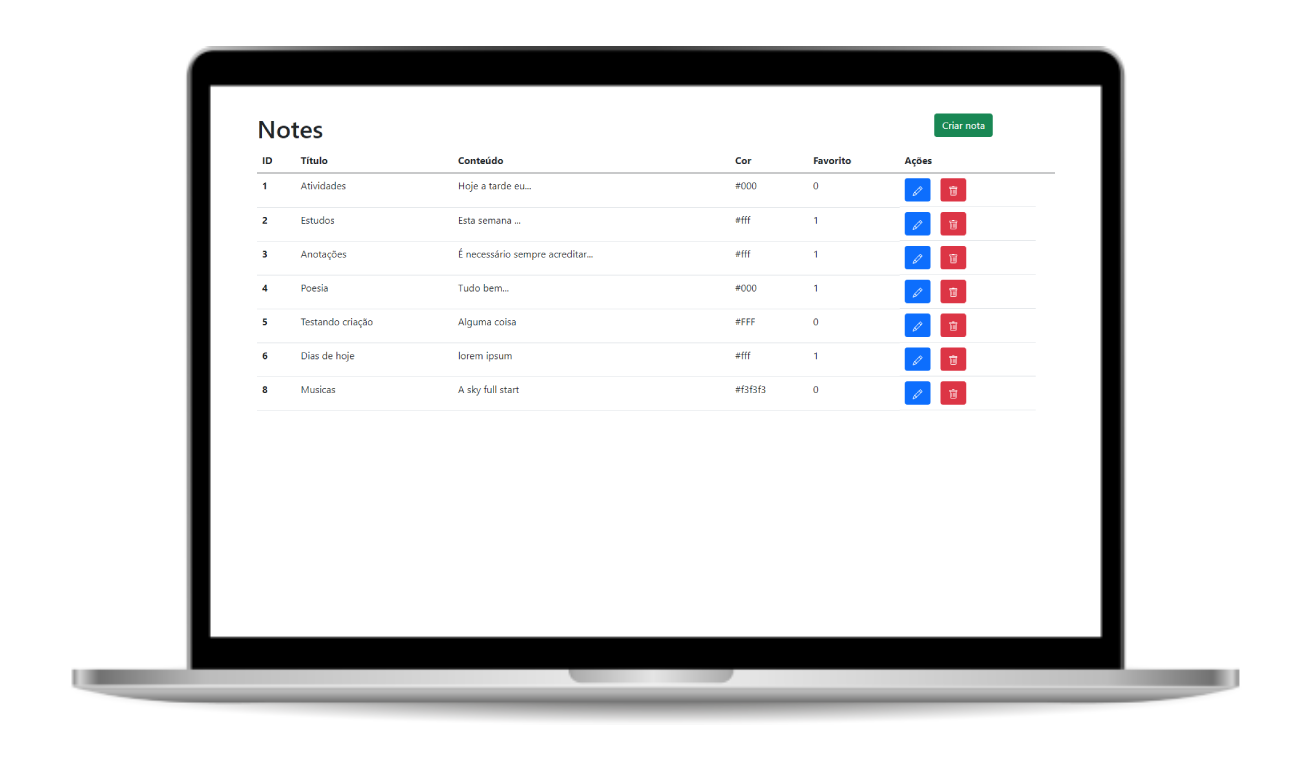 Notes
Criar nota
ID Título Conteúdo Cor Favorito Ações
1 Atividades Hoje a tarde eu... #000 0
2 Estudos Esta semana ... #fff 1
3 Anotações É necessário sempre acreditar... #fff 1
4 Poesia Tudo bem... #000 1
5 Testando criação Alguma coisa #FFF 0
6 Dias de hoje lorem ipsum #fff 1
8 Musicas A sky full start #f3f3f3 0